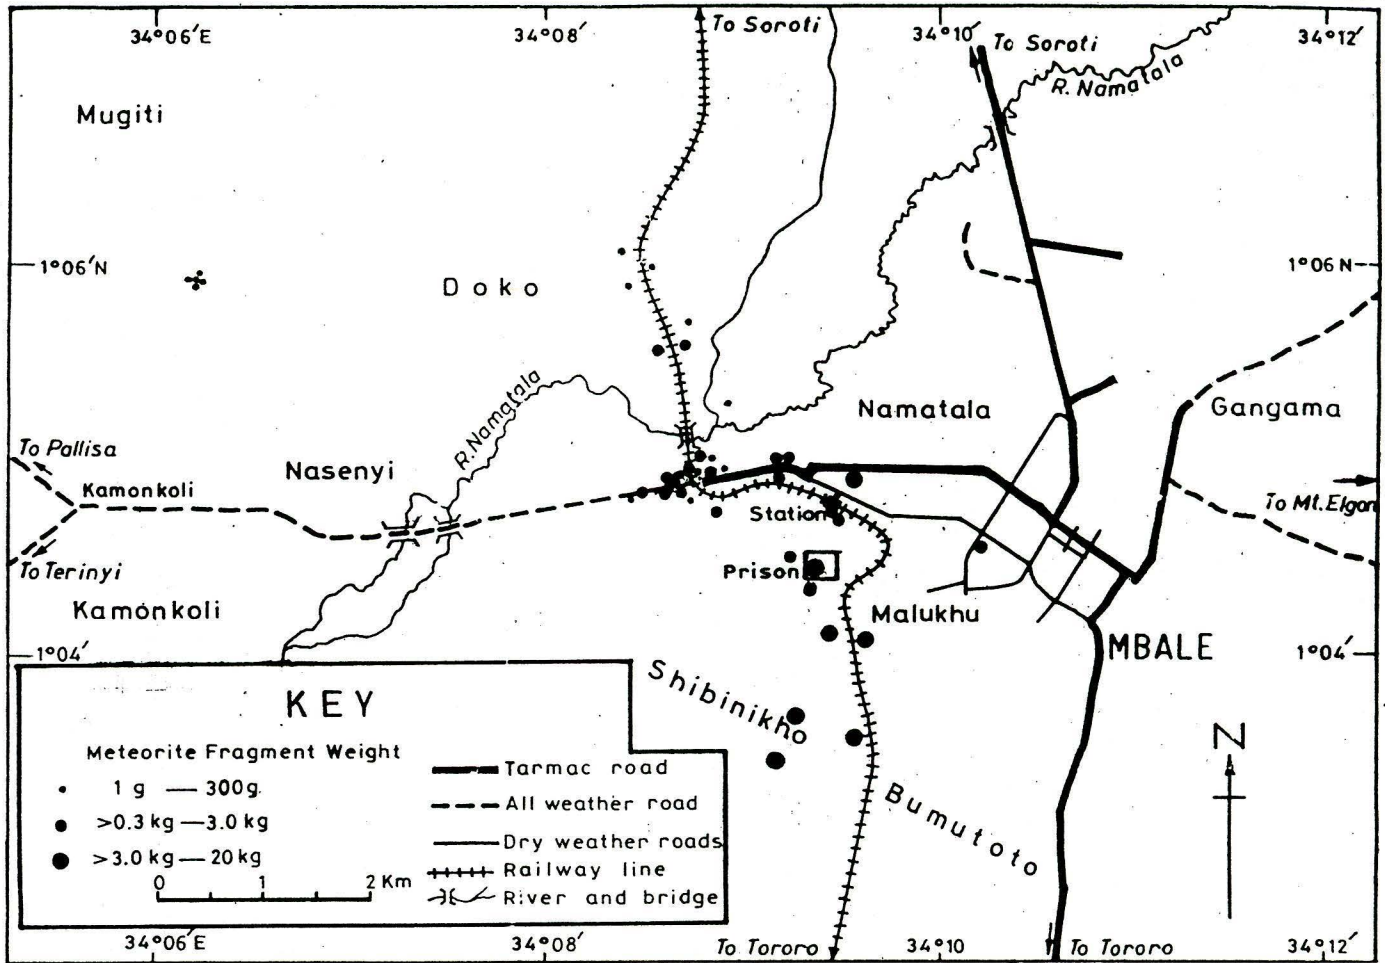 34°06′E
34°08′
34°10′
34°12′
To Soroti
To Soroti
R. Namatala
Mugiti
1°06′N
1°06 N
Doko
R. Namatala
Namatala
Gangama
To Pallisa
Nasenyi
Kamonkoli
To Mt. Elgon
Station
To Terinyi
Prison
Kamonkoli
Malukhu
1°04′
MBALE
1°04′
Shibinikho
Bumutoto
N
KEY
Meteorite Fragment Weight
1 g — 300g.
>0.3 kg — 3.0 kg
>3.0 kg — 20 kg
0 1 2 Km
Tarmac road
All weather road
Dry weather roads
Railway line
River and bridge
34°06′E
34°08′
To Tororo
34°10
To Tororo
34°12′